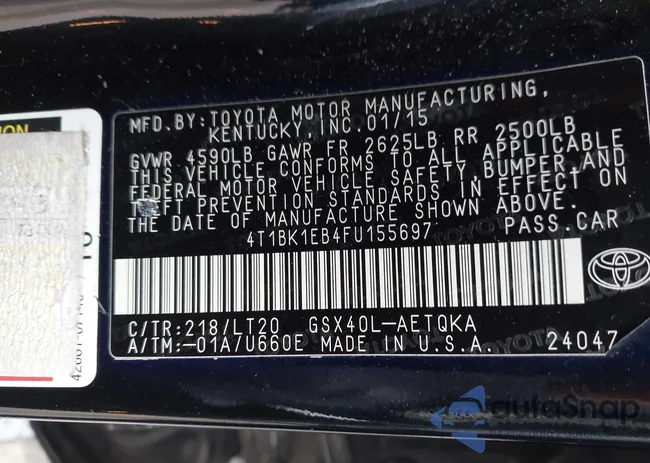 MFD.BY:TOYOTA MOTOR MANUFACTURING,
KENTUCKY, INC.01/15
GVWR 4590LB GAWR FR 2625LB RR 2500LB
THIS VEHICLE CONFORMS TO ALL APPLICABLE
FEDERAL MOTOR VEHICLE SAFETY,BUMPER,AND
THEFT PREVENTION STANDARDS IN EFFECT ON
THE DATE OF MANUFACTURE SHOWN ABOVE.
4T1BK1EB4FU155697 PASS.CAR
C/TR:218/LT20 GSX40L-AETQKA
A/TM:-01A/U660E MADE IN U.S.A. 24047
autoSnap